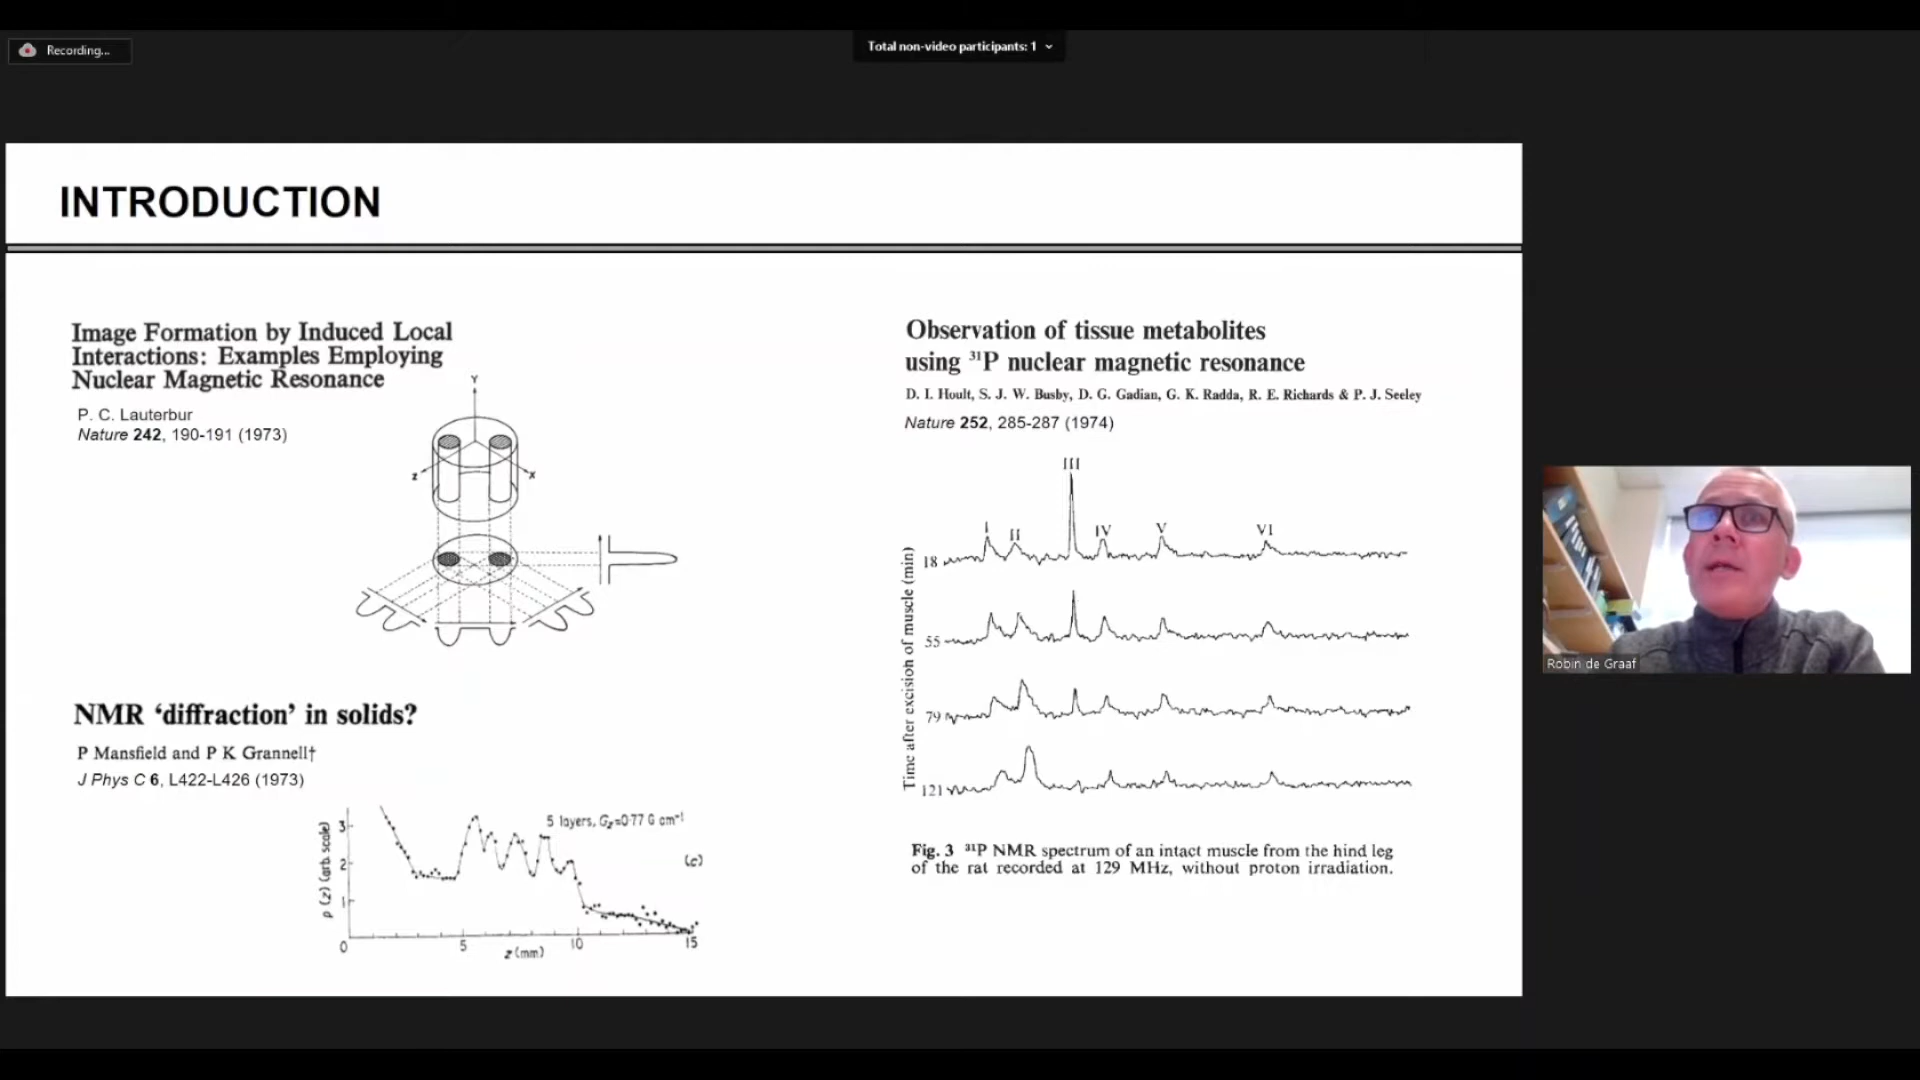 Recording...
Total non-video participants: 1
INTRODUCTION
Image Formation by Induced Local
Interactions: Examples Employing
Nuclear Magnetic Resonance
P. C. Lauterbur
Nature 242, 190-191 (1973)
Y
z
x
NMR ‘diffraction’ in solids?
P Mansfield and P K Grannell†
J Phys C 6, L422-L426 (1973)
5 layers, Gz=0·77 G cm⁻¹
(c)
ρ (z) (arb. scale)
3
2
1
0
5
10
15
z (mm)
Observation of tissue metabolites
using ³¹P nuclear magnetic resonance
D. I. Hoult, S. J. W. Busby, D. G. Gadian, G. K. Radda, R. E. Richards & P. J. Seeley
Nature 252, 285-287 (1974)
III
I
II
IV
V
VI
Time after excision of muscle (min)
18
55
79
121
Fig. 3 ³¹P NMR spectrum of an intact muscle from the hind leg
of the rat recorded at 129 MHz, without proton irradiation.
Robin de Graaf